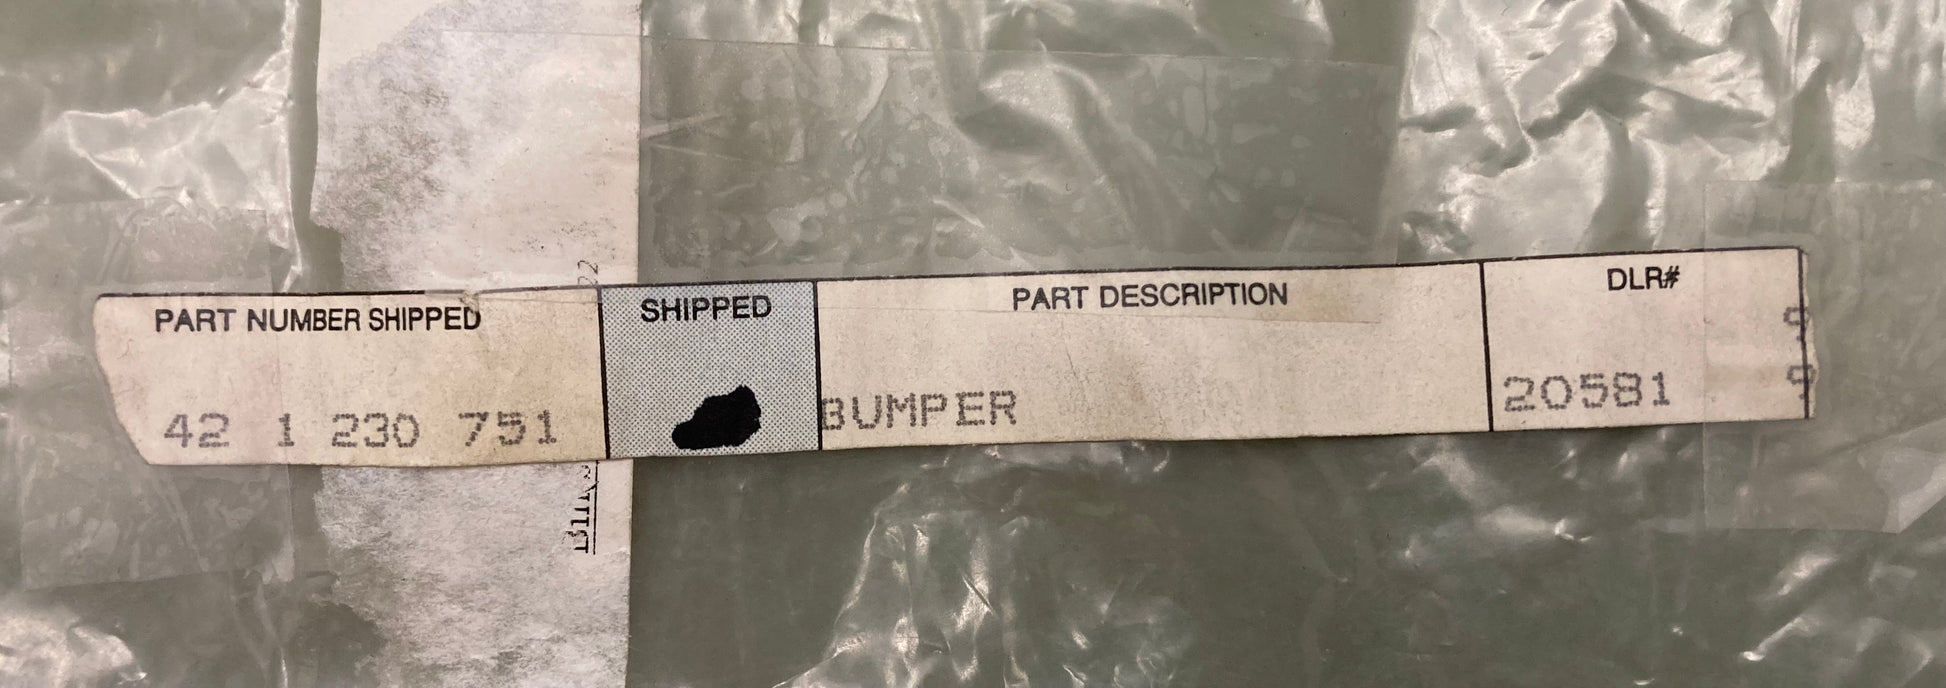 PART NUMBER SHIPPED
SHIPPED
PART DESCRIPTION
DLR#
42 1 230 751
BUMPER
20581